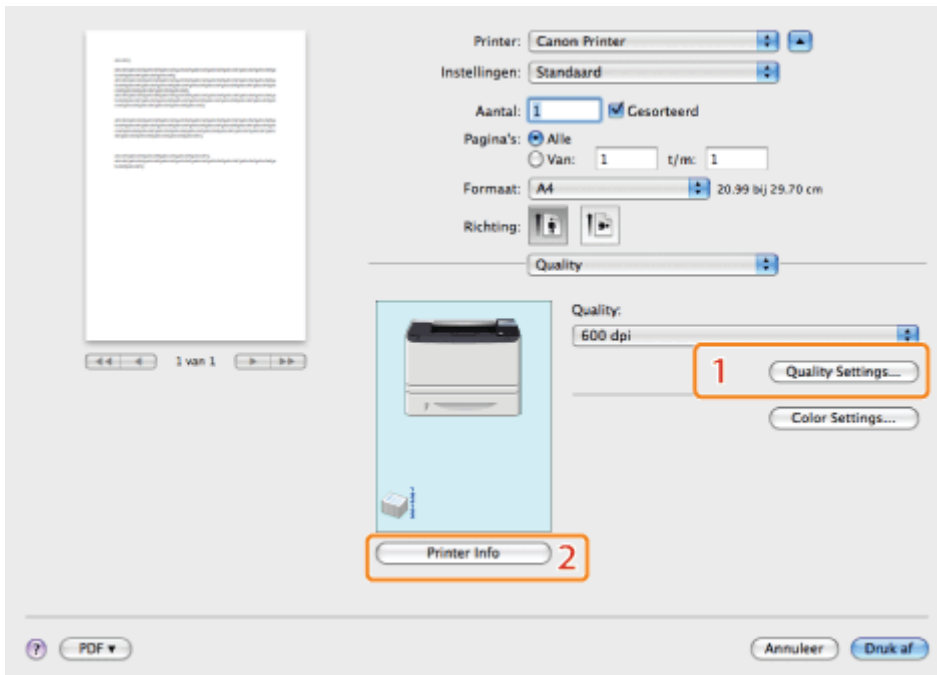 Printer: Canon Printer
Instellingen: Standaard
Aantal: 1 Gesorteerd
Pagina's: Alle
Van: 1 t/m: 1
Formaat: A4 20.99 bij 29.70 cm
Richting:
Quality
Quality:
600 dpi
1 van 1
1 Quality Settings...
Color Settings...
Printer Info 2
? PDF Annuleer Druk af